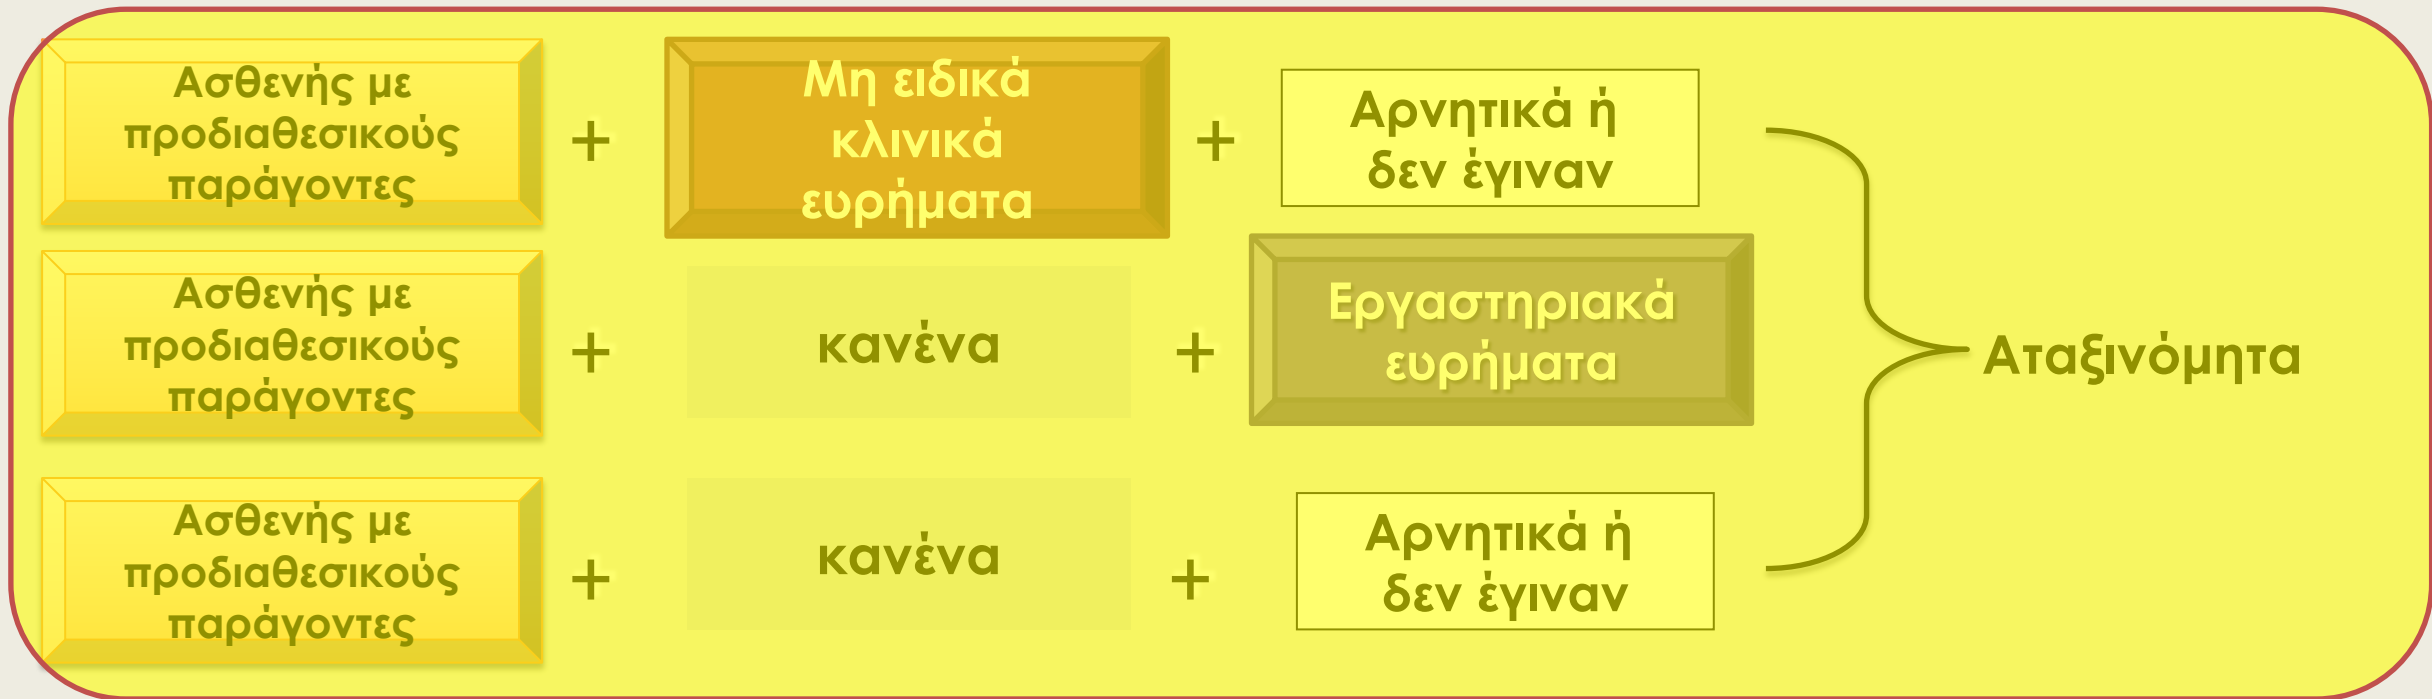 Ασθενής με
προδιαθεσικούς
παράγοντες
+
Μη ειδικά
κλινικά
ευρήματα
+
Αρνητικά ή
δεν έγιναν
Ασθενής με
προδιαθεσικούς
παράγοντες
+
κανένα
+
Εργαστηριακά
ευρήματα
Αταξινόμητα
Ασθενής με
προδιαθεσικούς
παράγοντες
+
κανένα
+
Αρνητικά ή
δεν έγιναν